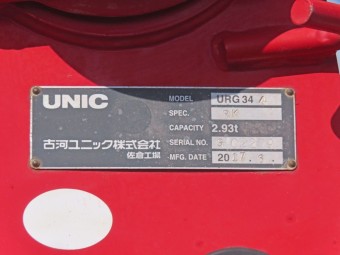 UNIC
古河ユニック株式会社
佐倉工場
MODEL URG34
SPEC.
CAPACITY 2.93t
SERIAL NO.
MFG. DATE 2017.